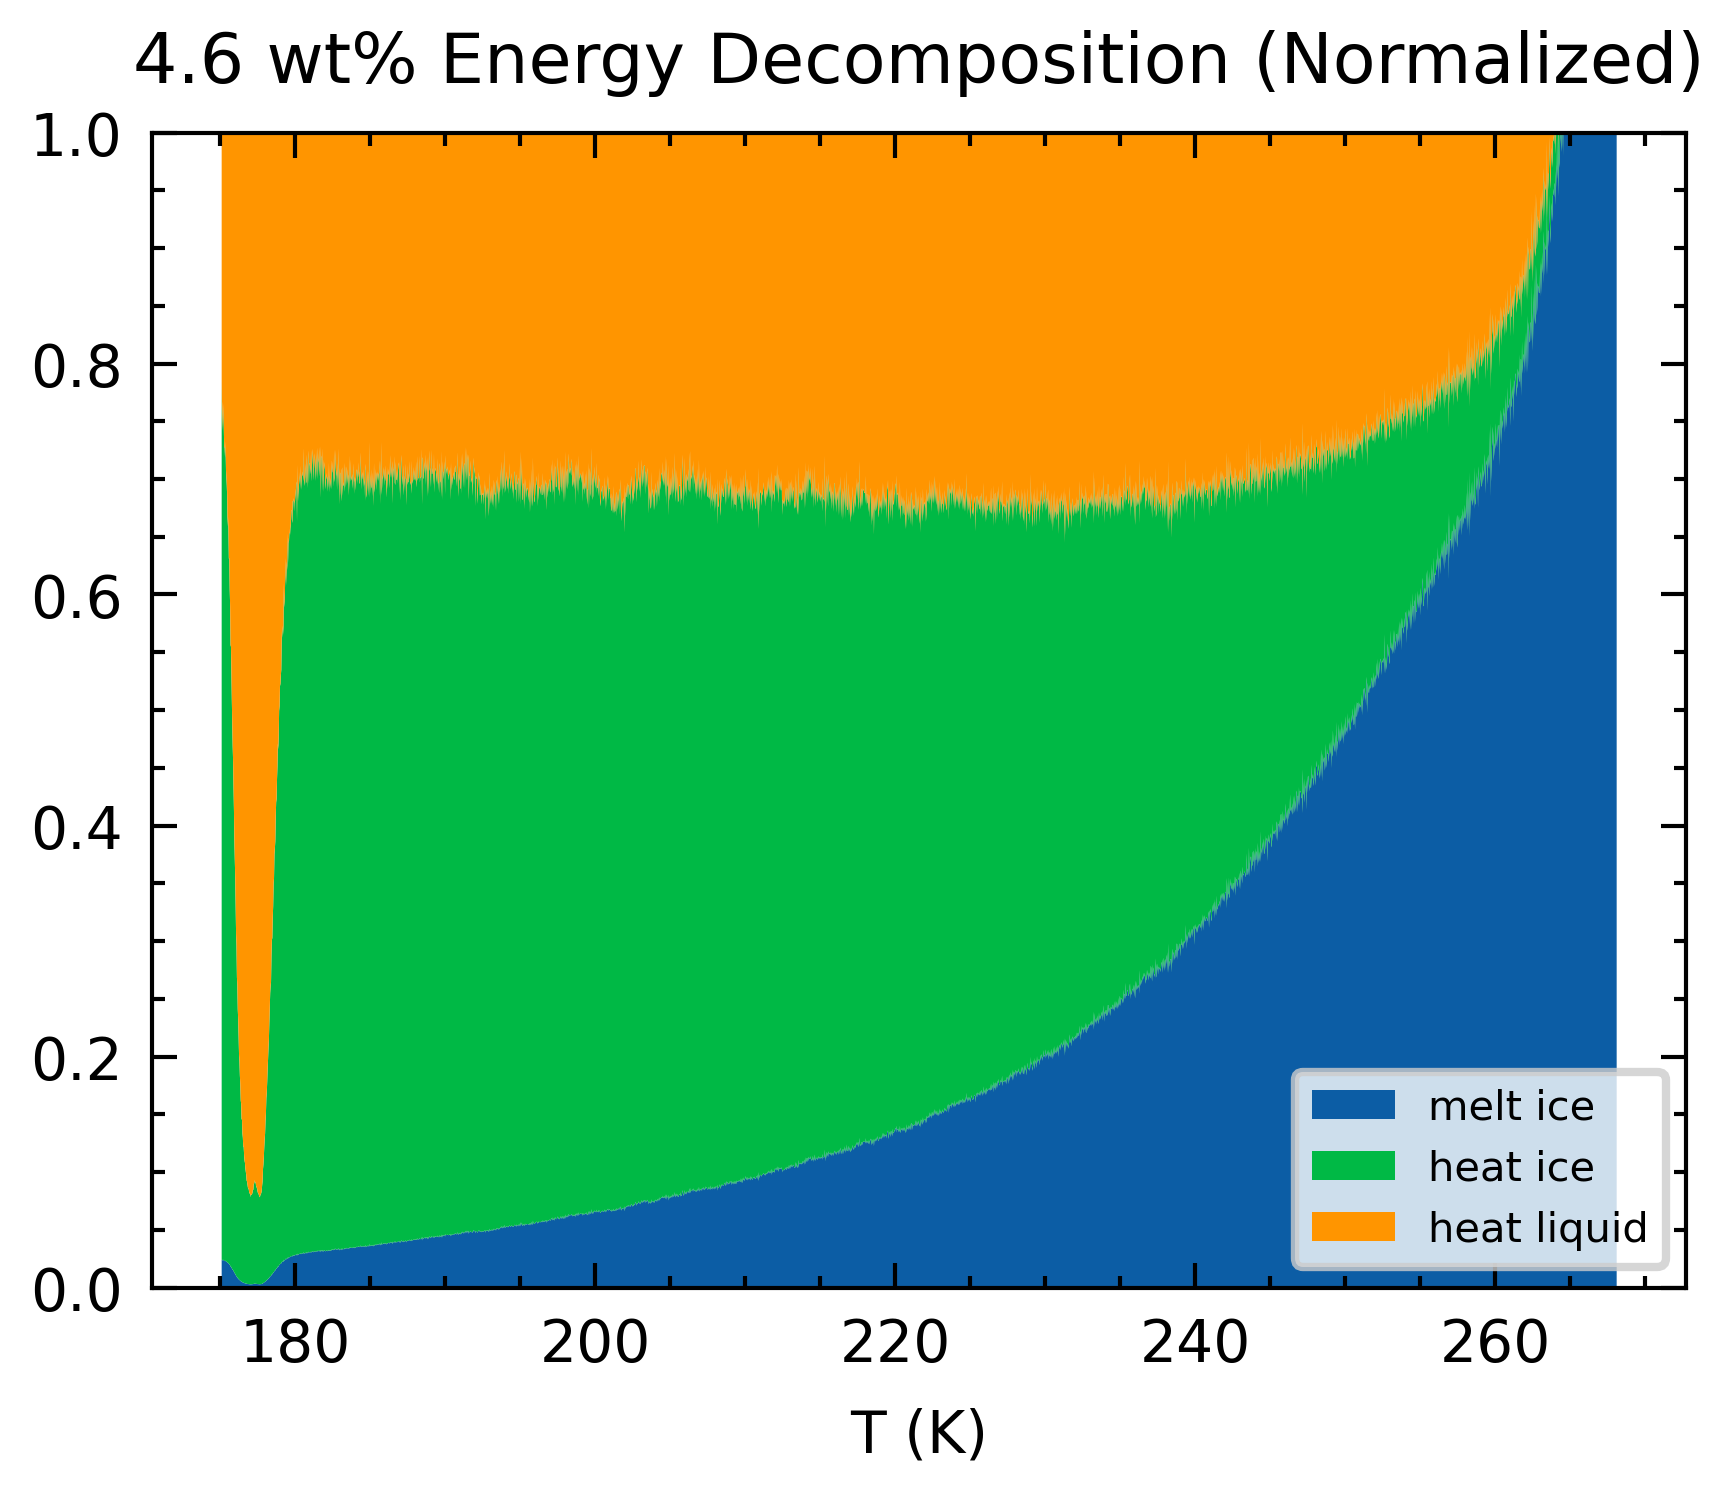 4.6 wt% Energy Decomposition (Normalized)
1.0
0.8
0.6
0.4
0.2
0.0
melt ice
heat ice
heat liquid
180 200 220 240 260
T (K)